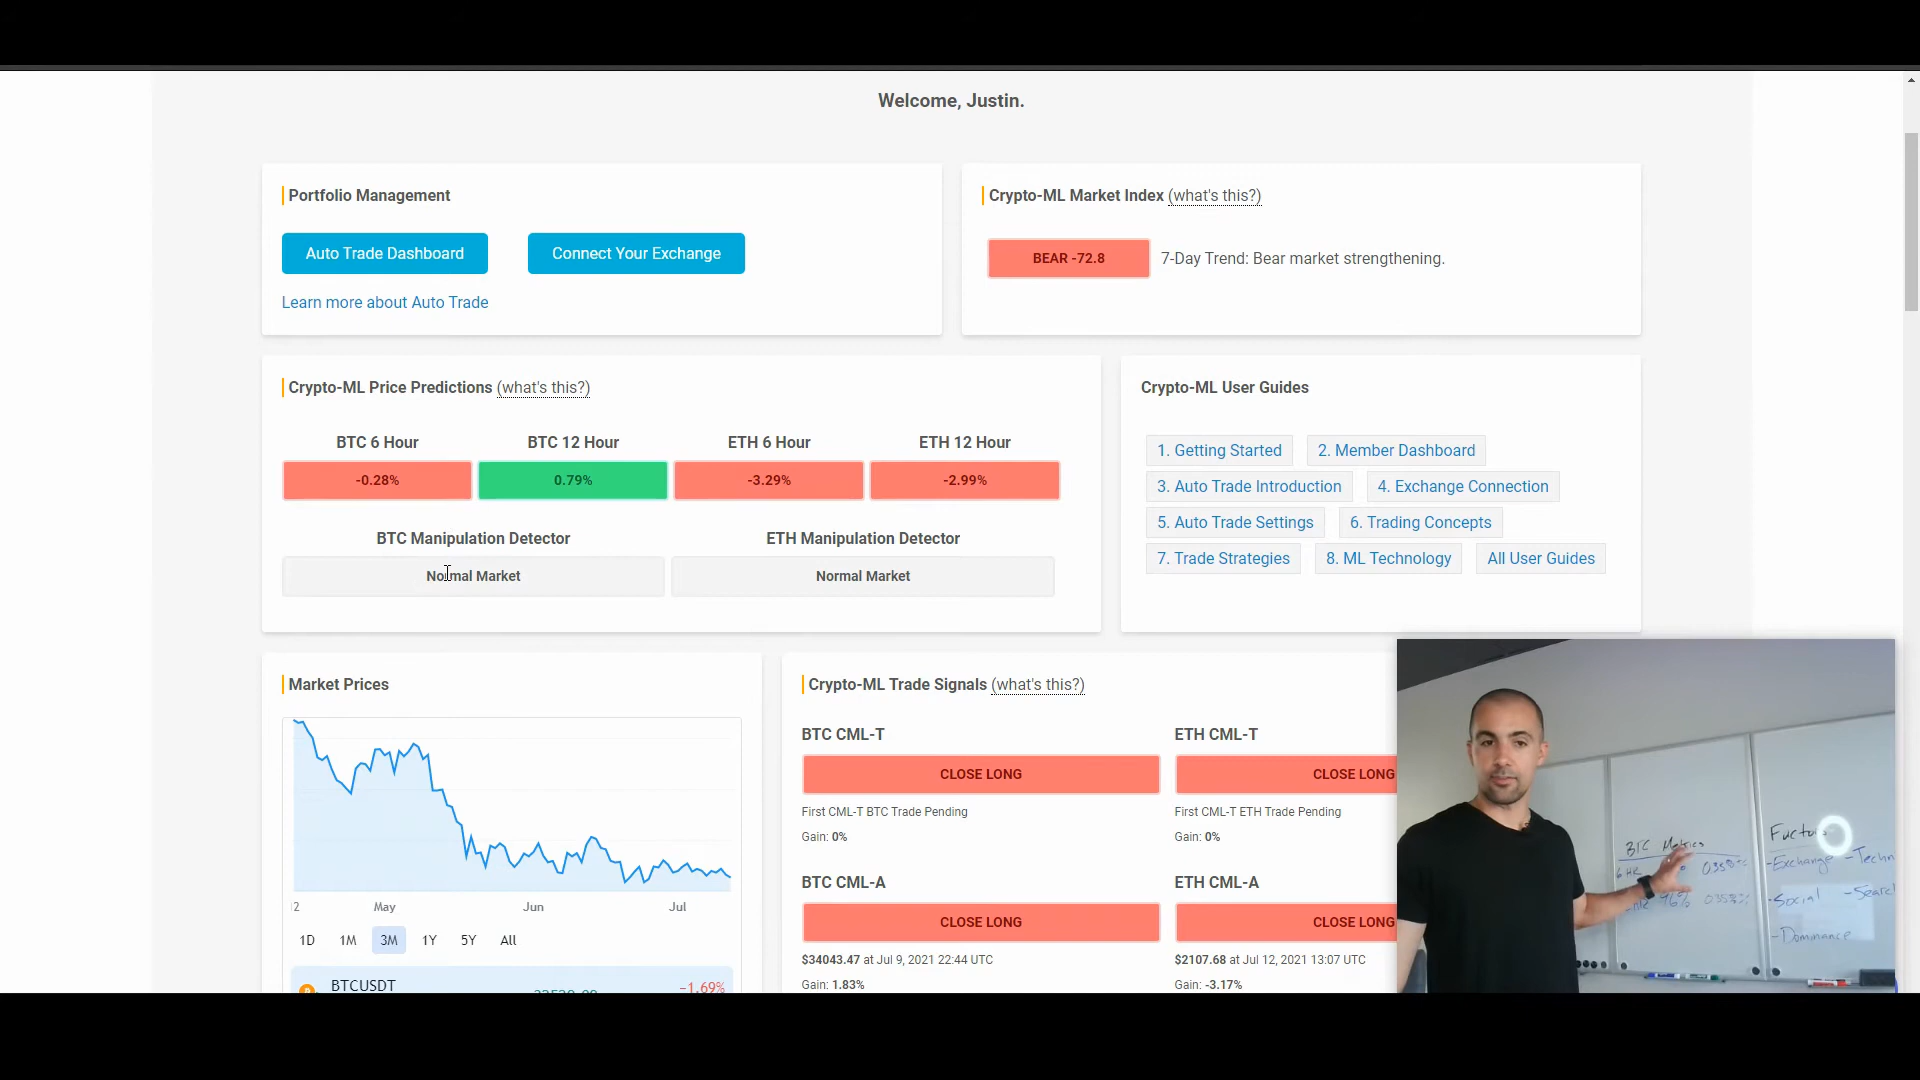 Welcome, Justin.
Portfolio Management
Auto Trade Dashboard
Connect Your Exchange
Learn more about Auto Trade
Crypto-ML Market Index (what's this?)
BEAR -72.8
7-Day Trend: Bear market strengthening.
Crypto-ML Price Predictions (what's this?)
BTC 6 Hour
BTC 12 Hour
ETH 6 Hour
ETH 12 Hour
-0.28%
0.79%
-3.29%
-2.99%
BTC Manipulation Detector
ETH Manipulation Detector
Normal Market
Normal Market
Crypto-ML User Guides
1. Getting Started
2. Member Dashboard
3. Auto Trade Introduction
4. Exchange Connection
5. Auto Trade Settings
6. Trading Concepts
7. Trade Strategies
8. ML Technology
All User Guides
Market Prices
12 May Jun Jul
1D 1M 3M 1Y 5Y All
BTCUSDT
−1.69%
Crypto-ML Trade Signals (what's this?)
BTC CML-T
CLOSE LONG
First CML-T BTC Trade Pending
Gain: 0%
ETH CML-T
CLOSE LONG
First CML-T ETH Trade Pending
Gain: 0%
BTC CML-A
CLOSE LONG
$34043.47 at Jul 9, 2021 22:44 UTC
Gain: 1.83%
ETH CML-A
CLOSE LONG
$2107.68 at Jul 12, 2021 13:07 UTC
Gain: -3.17%
BTC Metrics
6 HR
76%
-Exchange
-Techn
-Social
-Searc
-Dominance